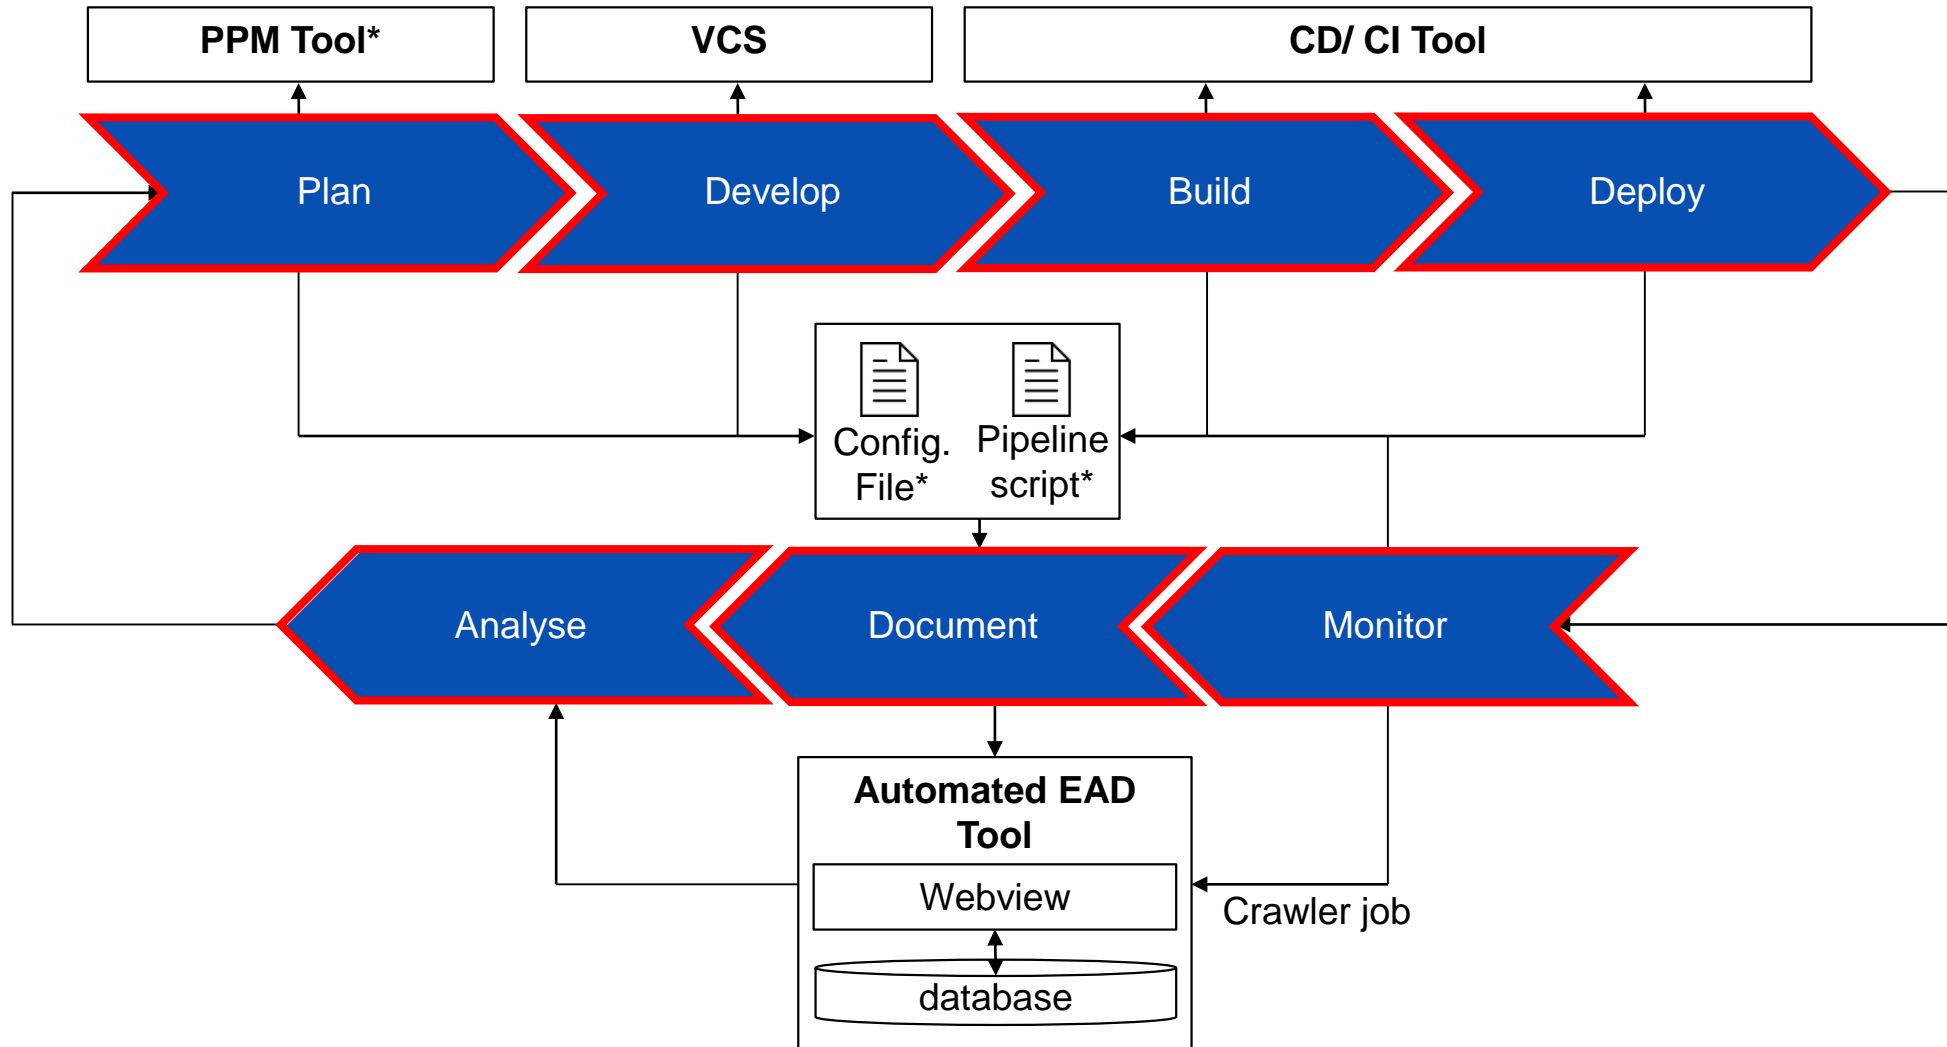 PPM Tool*
VCS
CD/ CI Tool
Plan
Develop
Build
Deploy
Config.
File*
Pipeline
script*
Analyse
Document
Monitor
Automated EAD
Tool
Webview
Crawler job
database